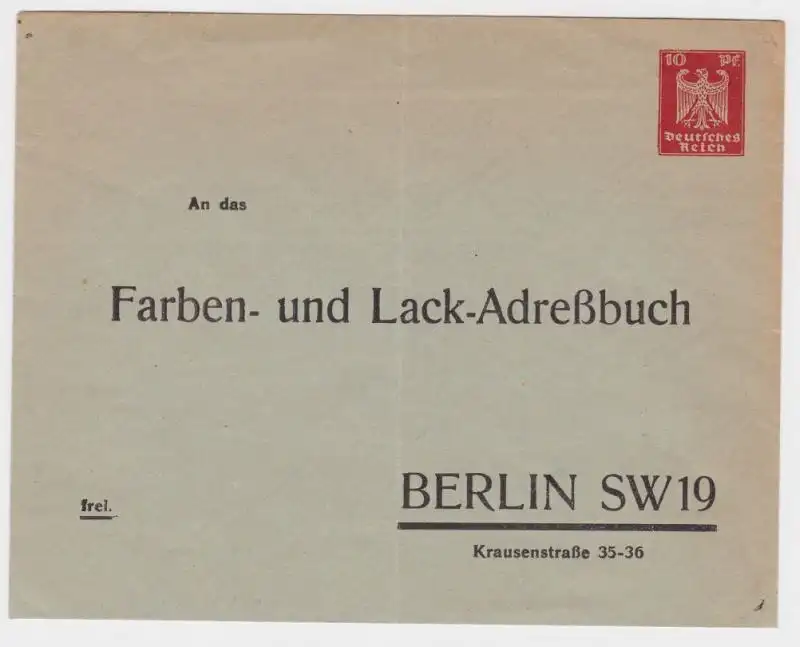 10 Pf.
Deutsches
Reich
An das
Farben- und Lack-Adreßbuch
frei.
BERLIN SW19
Krausenstraße 35-36